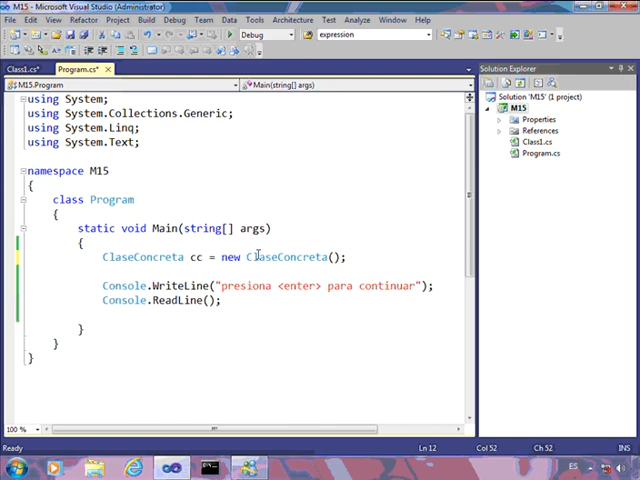 M15 - Microsoft Visual Studio (Administrator)
File Edit View Refactor Project Build Debug Team Data Tools Architecture Test Analyze Window Help
Debug expression
Class1.cs* Program.cs* Solution Explorer
M15.Program Main(string[] args)
using System;
using System.Collections.Generic;
using System.Linq;
using System.Text;
namespace M15
{
class Program
{
static void Main(string[] args)
{
ClaseConcreta cc = new ClaseConcreta();
Console.WriteLine("presiona <enter> para continuar");
Console.ReadLine();
}
}
}
Solution 'M15' (1 project)
M15
Properties
References
Class1.cs
Program.cs
100 %
Ready Ln 12 Col 52 Ch 52
ES